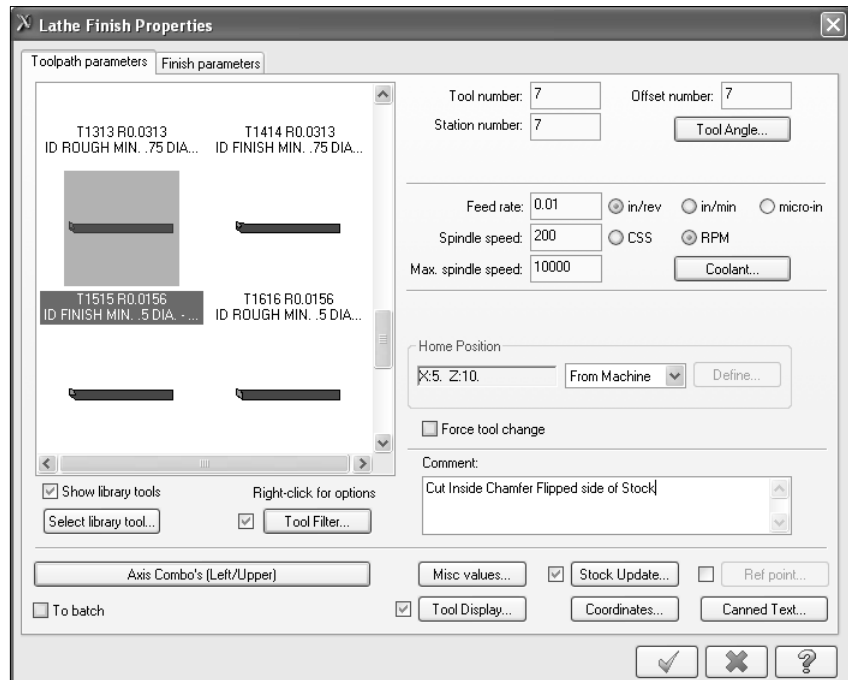 Lathe Finish Properties
Toolpath parameters
Finish parameters
T1313 R0.0313
ID ROUGH MIN. .75 DIA...
T1414 R0.0313
ID FINISH MIN. .75 DIA...
T1515 R0.0156
ID FINISH MIN. .5 DIA. - ...
T1616 R0.0156
ID ROUGH MIN. .5 DIA...
Show library tools
Right-click for options
Select library tool...
Tool Filter...
Tool number: 7
Offset number: 7
Station number: 7
Tool Angle...
Feed rate: 0.01
in/rev
in/min
micro-in
Spindle speed: 200
CSS
RPM
Max. spindle speed: 10000
Coolant...
Home Position
X:5. Z:10.
From Machine
Define...
Force tool change
Comment:
Cut Inside Chamfer Flipped side of Stock
Axis Combo's (Left/Upper)
Misc values...
Stock Update...
Ref point...
To batch
Tool Display...
Coordinates...
Canned Text...